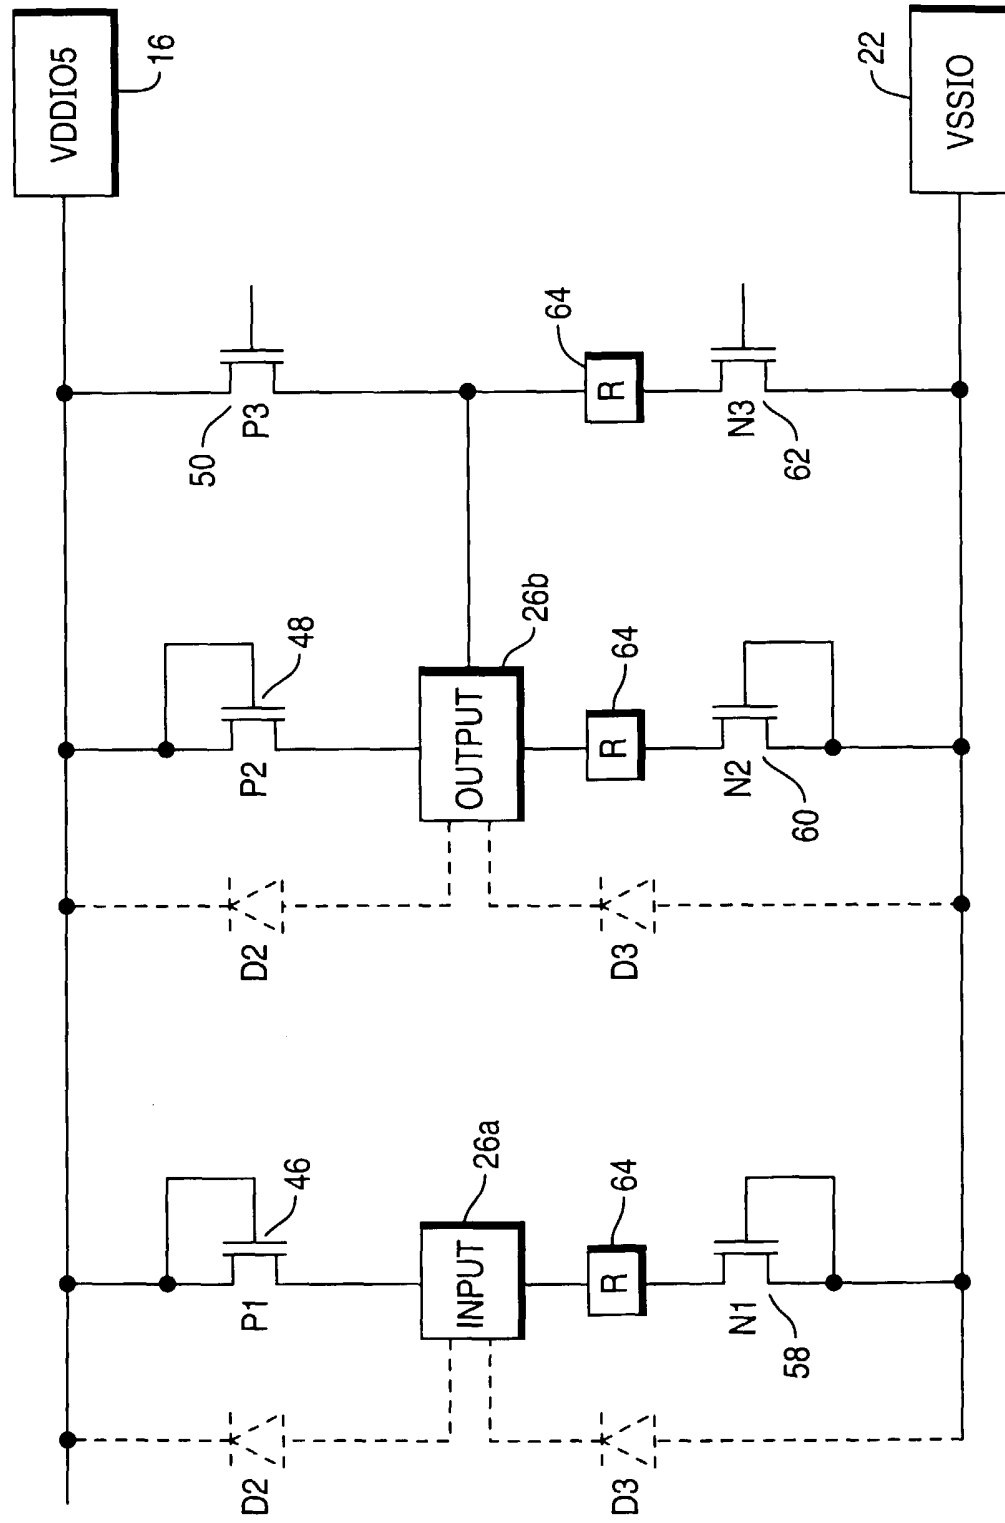 VDDIO5
16
50
D2
P1
46
D2
P2
48
P3
INPUT
26a
OUTPUT
26b
64
D3
R
64
D3
R
64
R
N1
N2
N3
58
60
62
22
VSSIO